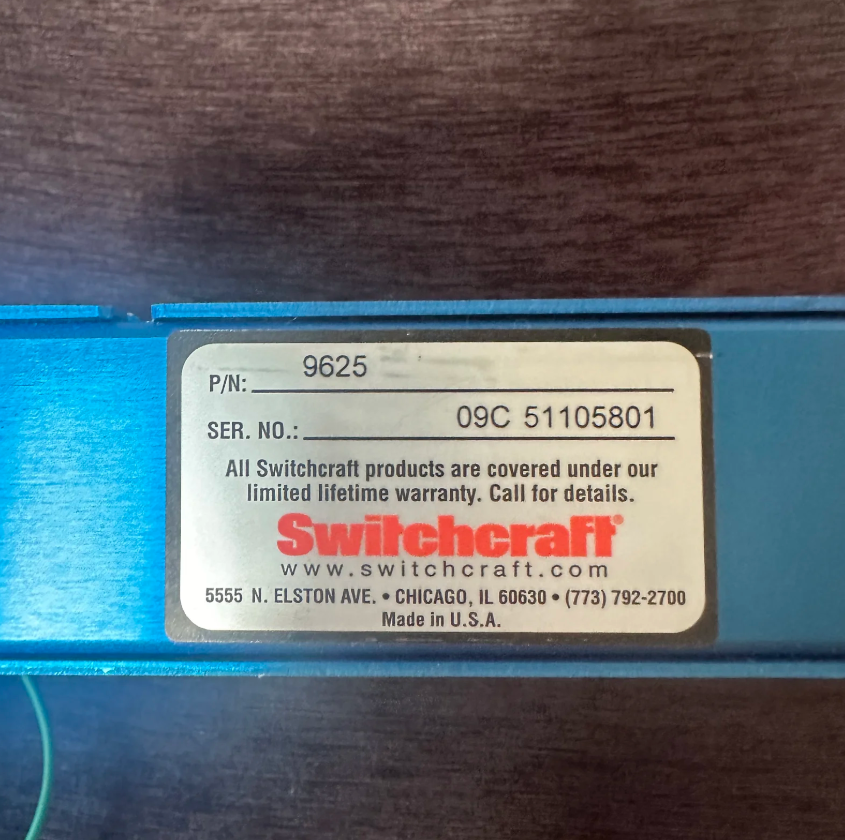 P/N: 9625
SER. NO.: 09C 51105801
All Switchcraft products are covered under our
limited lifetime warranty. Call for details.
Switchcraft®
www.switchcraft.com
5555 N. ELSTON AVE. • CHICAGO, IL 60630 • (773) 792-2700
Made in U.S.A.